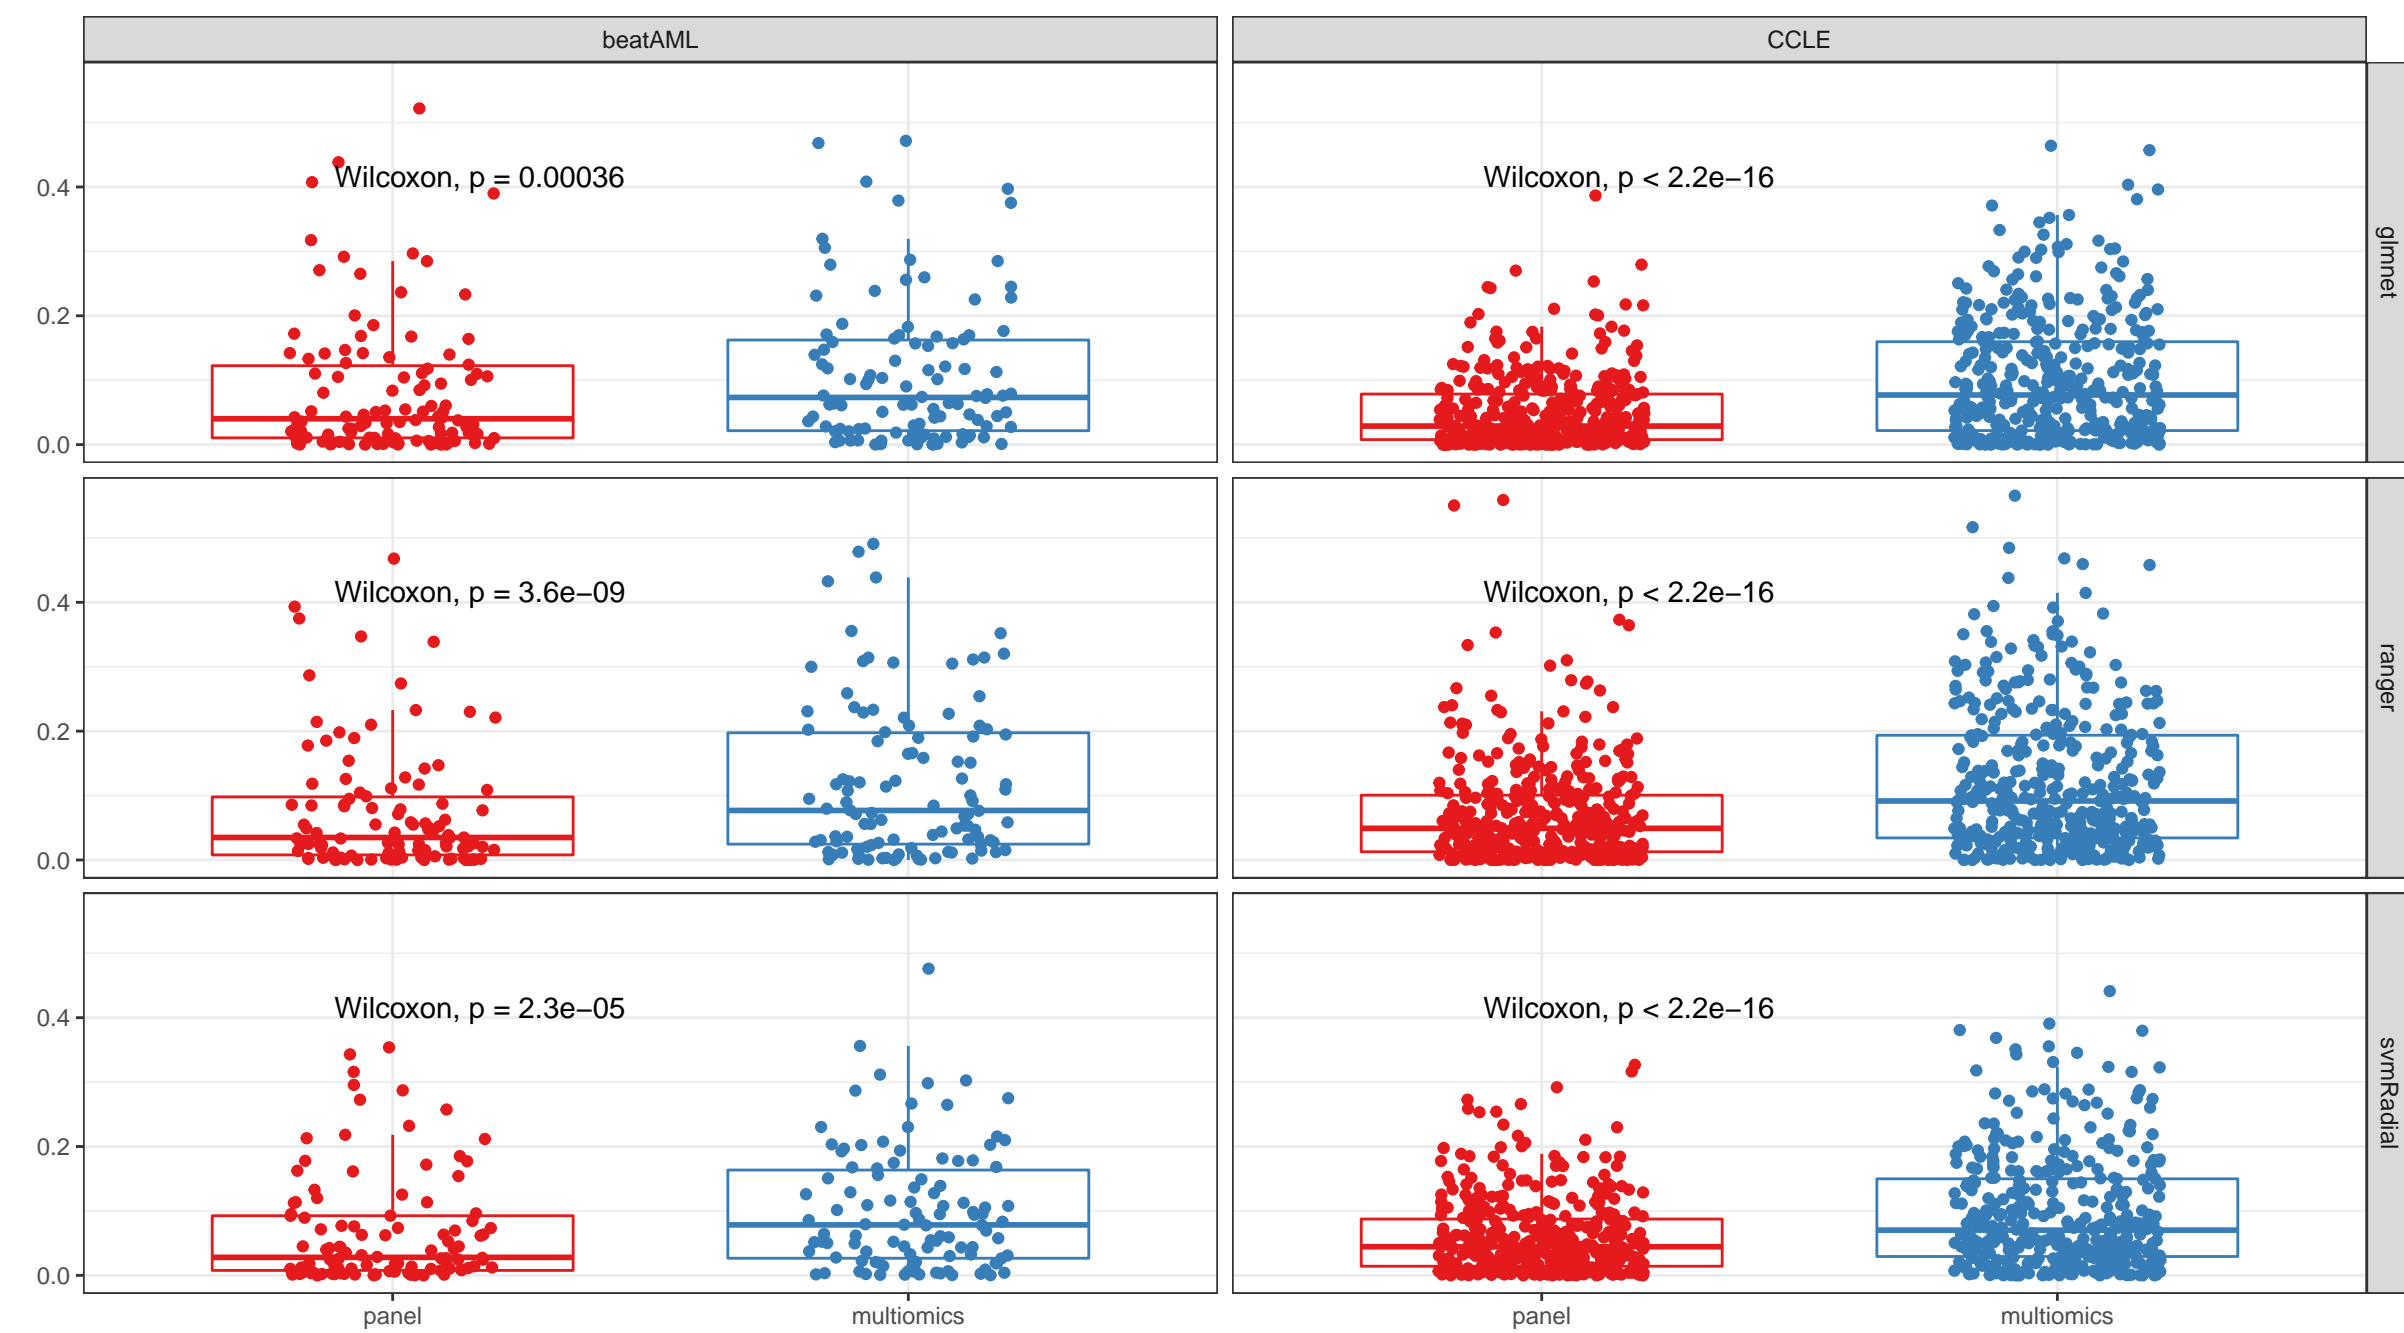 beatAML
CCLE
0.4
0.2
0.0
Wilcoxon, p = 0.00036
Wilcoxon, p < 2.2e−16
glmnet
0.4
0.2
0.0
Wilcoxon, p = 3.6e−09
Wilcoxon, p < 2.2e−16
ranger
0.4
0.2
0.0
Wilcoxon, p = 2.3e−05
Wilcoxon, p < 2.2e−16
svmRadial
panel
multiomics
panel
multiomics